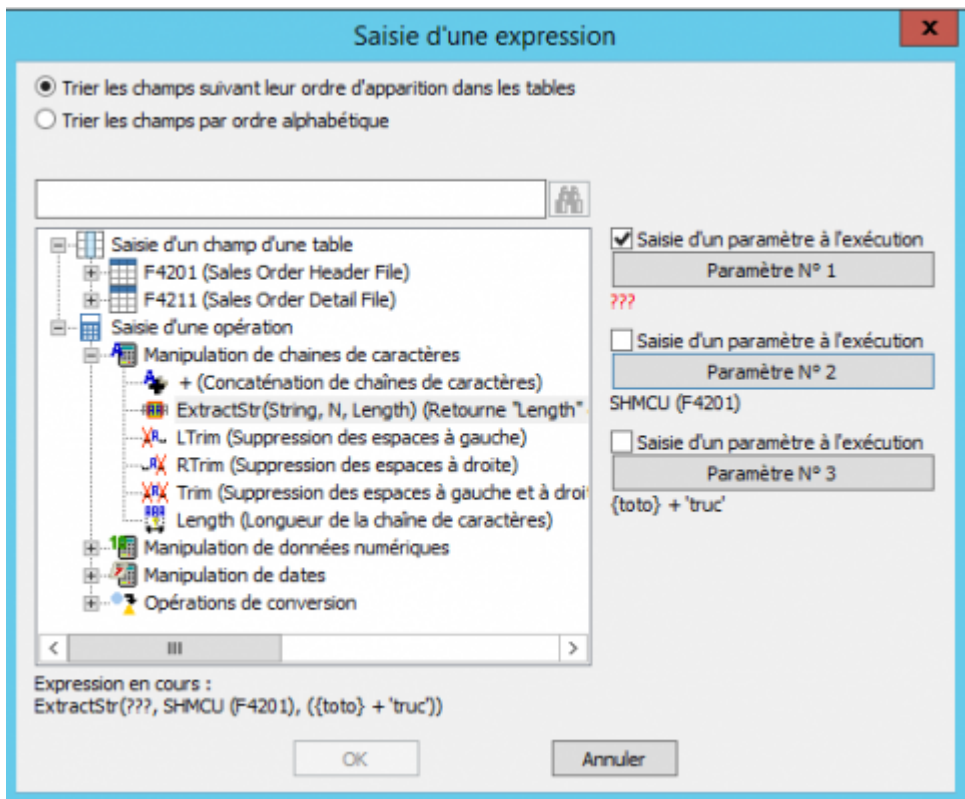 Saisie d'une expression
x
Trier les champs suivant leur ordre d'apparition dans les tables
Trier les champs par ordre alphabétique
Saisie d'un champ d'une table
F4201 (Sales Order Header File)
F4211 (Sales Order Detail File)
Saisie d'une opération
Manipulation de chaines de caractères
+ (Concaténation de chaînes de caractères)
ExtractStr(String, N, Length) (Retourne "Length"
LTrim (Suppression des espaces à gauche)
RTrim (Suppression des espaces à droite)
Trim (Suppression des espaces à gauche et à droi
Length (Longueur de la chaîne de caractères)
Manipulation de données numériques
Manipulation de dates
Opérations de conversion
Saisie d'un paramètre à l'exécution
Paramètre N° 1
???
Saisie d'un paramètre à l'exécution
Paramètre N° 2
SHMCU (F4201)
Saisie d'un paramètre à l'exécution
Paramètre N° 3
{toto} + 'truc'
Expression en cours :
ExtractStr(???, SHMCU (F4201), ({toto} + 'truc'))
OK
Annuler